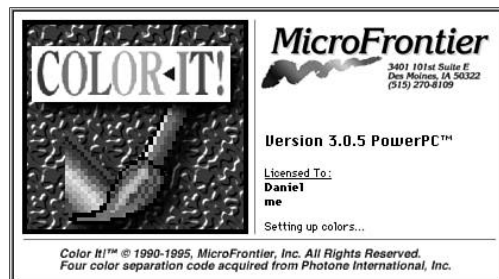 COLOR IT!
MicroFrontier
3401 101st Suite E
Des Moines, IA 50322
(515) 270-8109
Version 3.0.5 PowerPC™
Licensed To:
Daniel
me
Setting up colors...
Color It!™ © 1990-1995, MicroFrontier, Inc. All Rights Reserved.
Four color separation code acquired from Photone International, Inc.